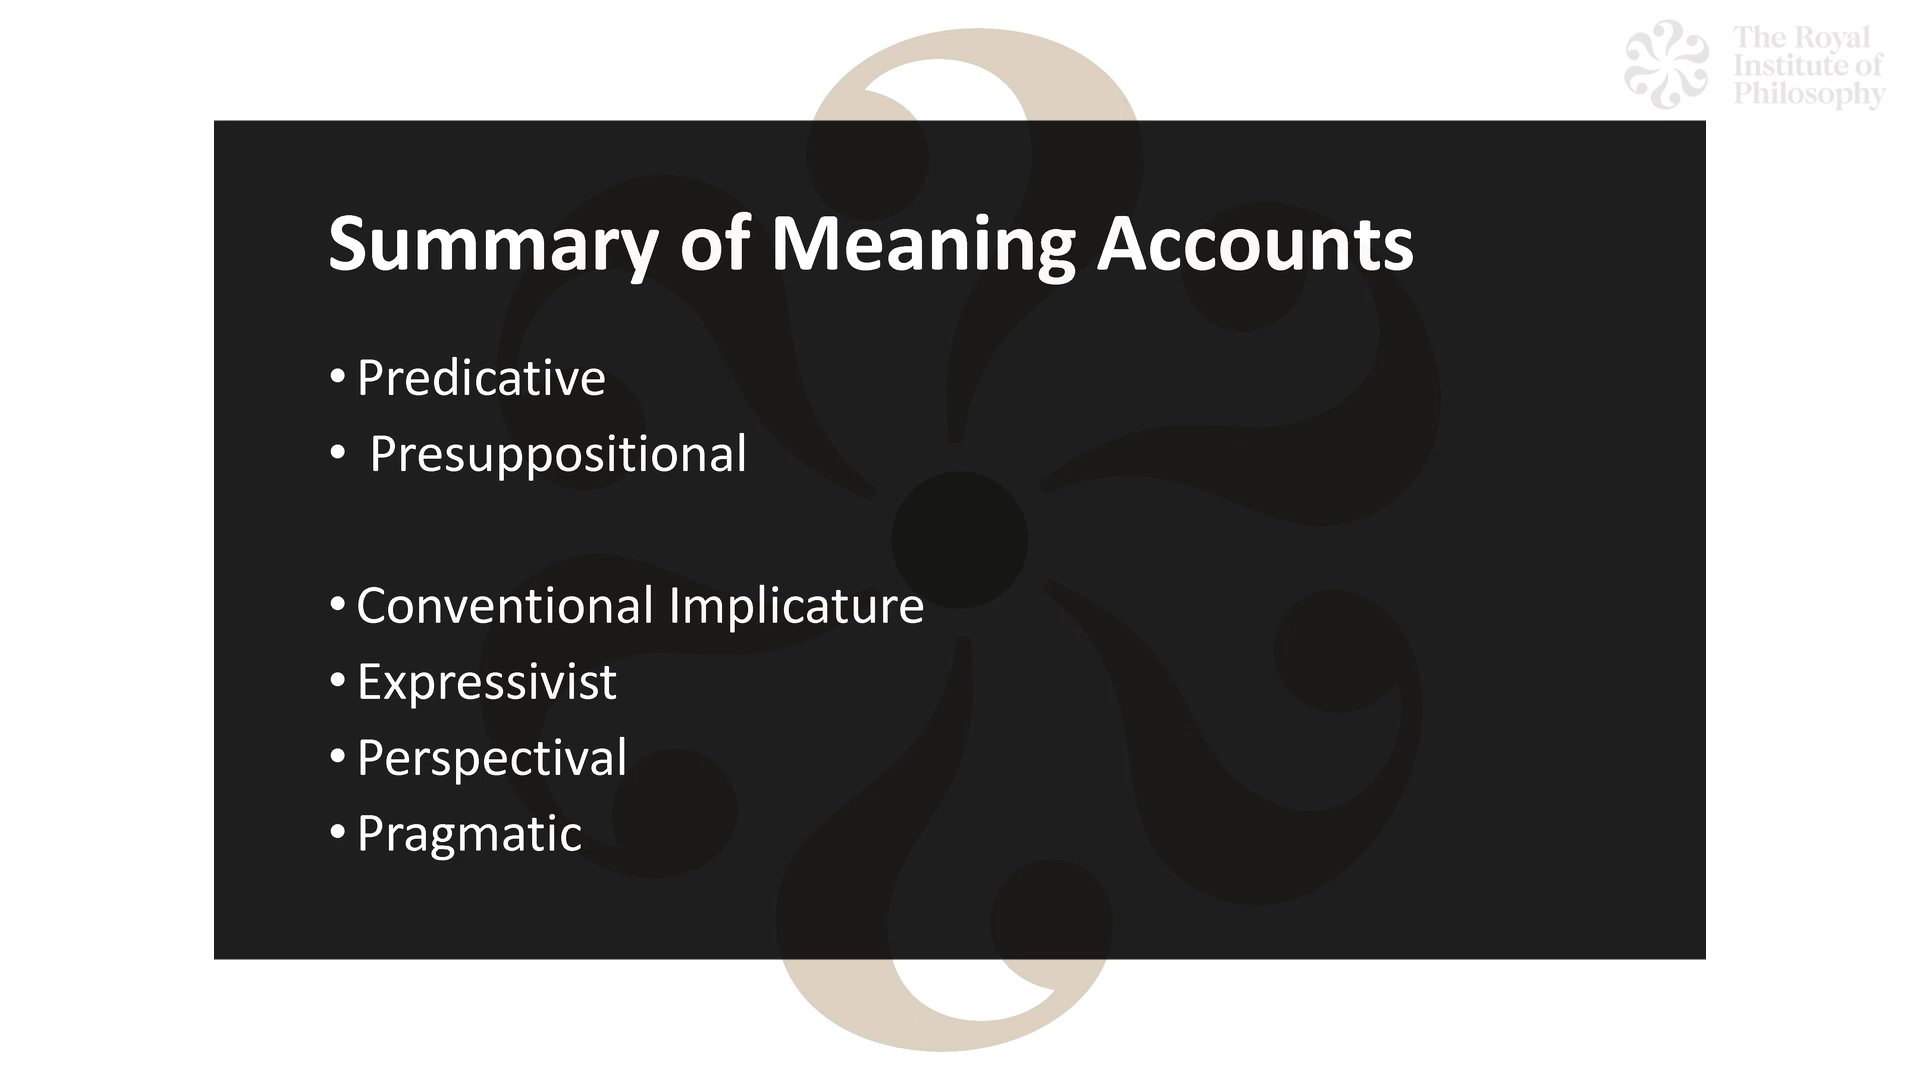 The Royal
Institute of
Philosophy
Summary of Meaning Accounts
• Predicative
• Presuppositional
• Conventional Implicature
• Expressivist
• Perspectival
• Pragmatic